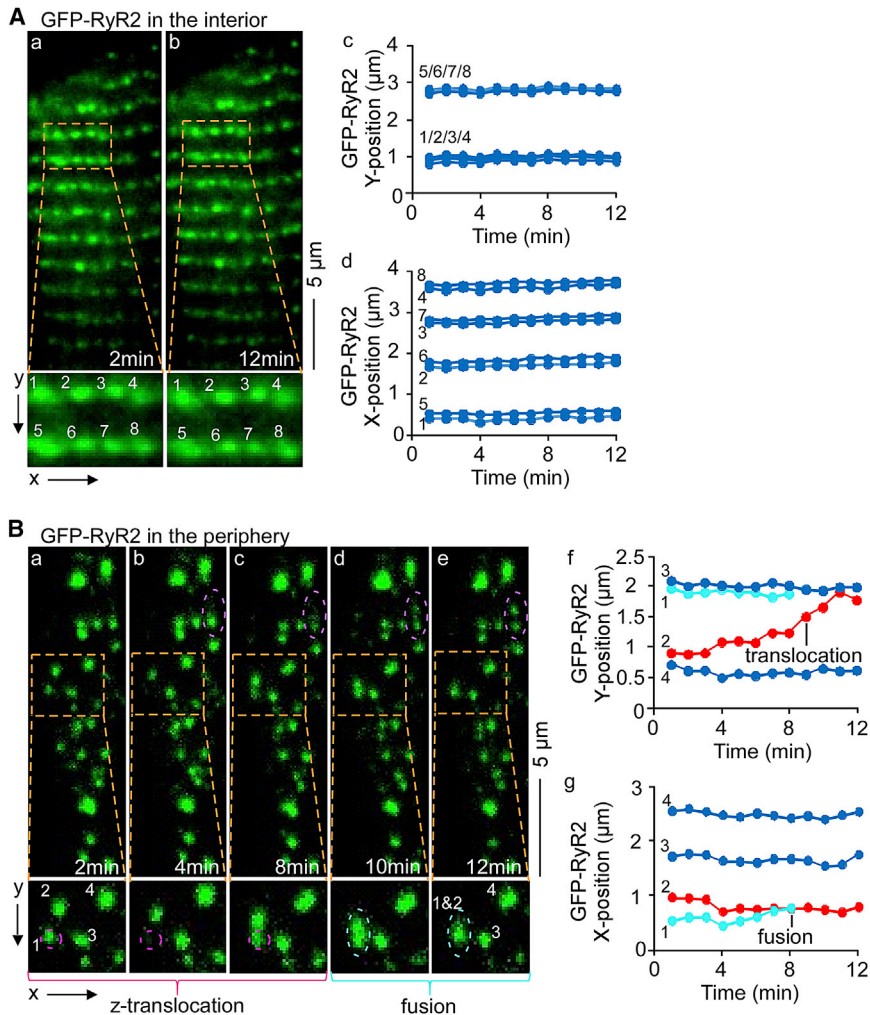 A GFP-RyR2 in the interior
a
b
2min
12min
5 µm
y
x
1 2 3 4
5 6 7 8
1 2 3 4
5 6 7 8
c
GFP-RyR2
Y-position (µm)
4
3
2
1
0
5/6/7/8
1/2/3/4
0 4 8 12
Time (min)
d
GFP-RyR2
X-position (µm)
4
3
2
1
0
8
4
7
3
6
2
5
1
0 4 8 12
Time (min)
B GFP-RyR2 in the periphery
a
b
c
d
e
2min
4min
8min
10min
12min
5 µm
y
x
2 4
1 3
1&2 4
3
z-translocation
fusion
f
GFP-RyR2
Y-position (µm)
2.5
2
1.5
1
0.5
0
3
1
2
4
translocation
0 4 8 12
Time (min)
g
GFP-RyR2
X-position (µm)
3
2
1
0
4
3
2
1
fusion
0 4 8 12
Time (min)